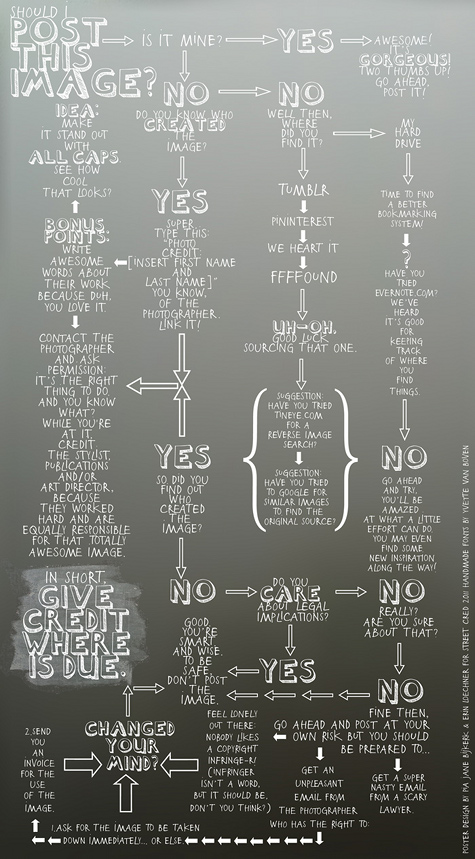 SHOULD I
POST
THIS
IMAGE?
IS IT MINE?
YES
AWESOME!
IT'S
GORGEOUS!
TWO THUMBS UP!
GO AHEAD,
POST IT!
NO
DO YOU KNOW WHO
CREATED
THE
IMAGE?
NO
WELL THEN,
WHERE
DID YOU
FIND IT?
MY
HARD
DRIVE
TIME TO FIND
A BETTER
BOOKMARKING
SYSTEM!
?
HAVE YOU
TRIED
EVERNOTE.COM?
WE'VE
HEARD
IT'S GOOD
FOR
KEEPING
TRACK
OF WHERE
YOU
FIND
THINGS.
TUMBLR
PININTEREST
WE HEART IT
FFFFOUND
UH-OH,
GOOD LUCK
SOURCING THAT ONE.
SUGGESTION:
HAVE YOU TRIED
TINEYE.COM
FOR A
REVERSE IMAGE
SEARCH?
SUGGESTION:
HAVE YOU TRIED
TO GOOGLE FOR
SIMILAR IMAGES
TO FIND THE
ORIGINAL SOURCE?
NO
GO AHEAD
AND TRY,
YOU'LL BE
AMAZED
AT WHAT A LITTLE
EFFORT CAN DO.
YOU MAY EVEN
FIND SOME
NEW INSPIRATION
ALONG THE WAY!
YES
SUPER.
TYPE THIS:
"PHOTO
CREDIT:
[INSERT FIRST NAME
AND
LAST NAME]"
YOU KNOW,
OF THE
PHOTOGRAPHER.
LINK IT!
IDEA:
MAKE
IT STAND OUT
WITH
ALL CAPS.
SEE HOW
COOL
THAT LOOKS?
BONUS
POINTS:
WRITE
AWESOME
WORDS ABOUT
THEIR WORK
BECAUSE DUH,
YOU LOVE IT.
CONTACT THE
PHOTOGRAPHER
AND ASK
PERMISSION:
IT'S THE RIGHT
THING TO DO.
AND YOU KNOW
WHAT?
WHILE YOU'RE
AT IT,
CREDIT
THE STYLIST,
PUBLICATIONS
AND/OR
ART DIRECTOR,
BECAUSE
THEY WORKED
HARD AND ARE
EQUALLY RESPONSIBLE
FOR THAT TOTALLY
AWESOME IMAGE.
YES
SO DID YOU
FIND OUT
WHO
CREATED
THE
IMAGE?
NO
DO YOU
CARE
ABOUT LEGAL
IMPLICATIONS?
NO
REALLY?
ARE YOU SURE
ABOUT THAT?
YES
GOOD
YOU'RE
SMART
AND WISE,
TO BE
SAFE,
DON'T POST
THE
IMAGE.
NO
FINE THEN,
GO AHEAD AND POST AT YOUR
OWN RISK BUT YOU SHOULD
BE PREPARED TO...
FEEL LONELY
OUT THERE:
NOBODY LIKES
A COPYRIGHT
INFRINGE-R!
(INFRINGER
ISN'T A WORD,
BUT IT SHOULD BE,
DON'T YOU THINK?)
GET AN
UNPLEASANT
EMAIL FROM
THE PHOTOGRAPHER
WHO HAS THE RIGHT TO:
GET A SUPER
NASTY EMAIL
FROM A SCARY
LAWYER.
1.ASK FOR THE IMAGE TO BE TAKEN
DOWN IMMEDIATELY... OR ELSE
2.SEND
YOU
AN
INVOICE
FOR THE
USE
OF THE
IMAGE.
CHANGED
YOUR
MIND?
IN SHORT,
GIVE
CREDIT
WHERE
IS DUE.
POSTER DESIGN BY PIA JANE BIJKERK & ERIN LOECHNER FOR STREET CRED 2011 HANDMADE FONTS BY YVETTE VAN BOVEN